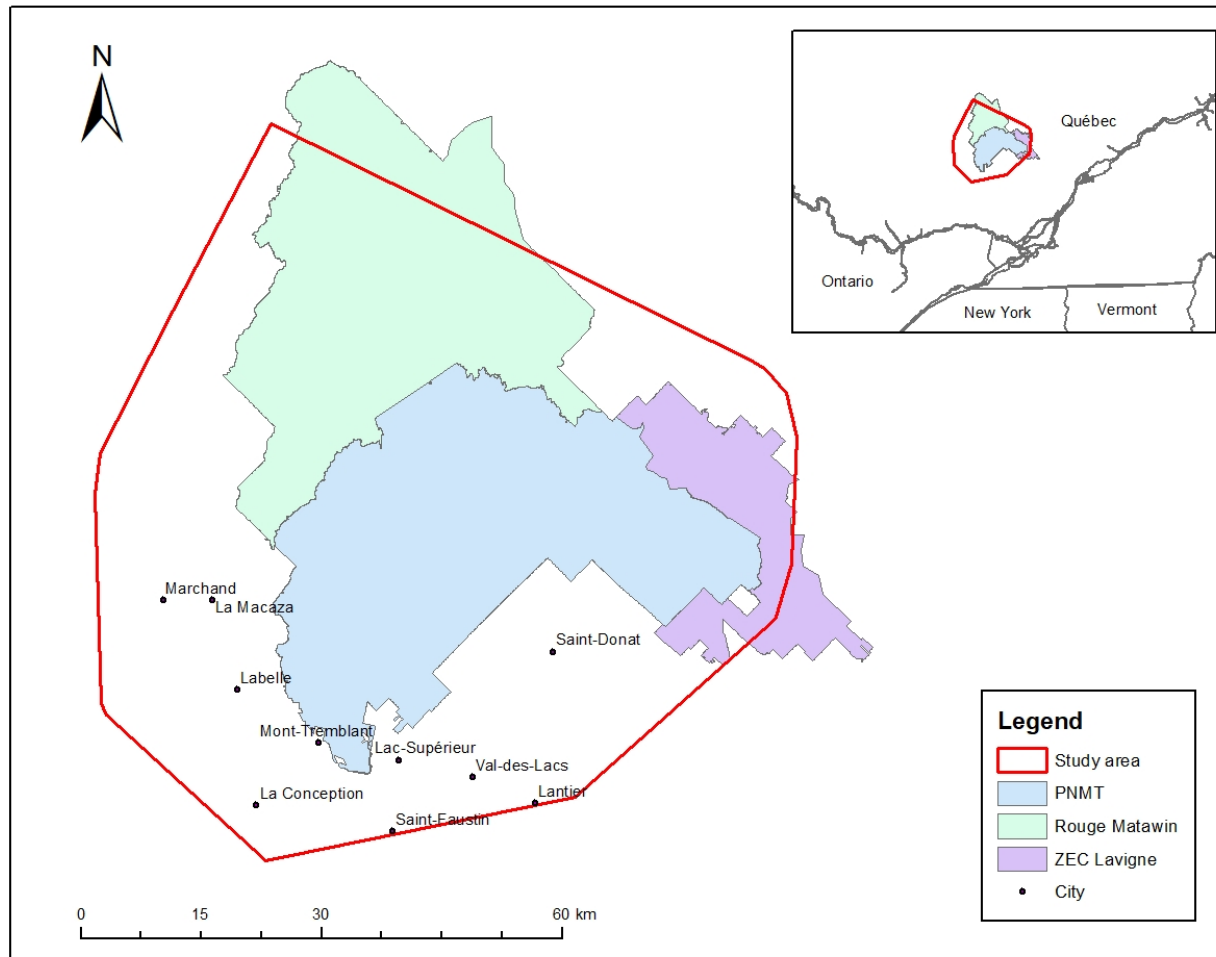 N
Québec
Ontario
New York
Vermont
Marchand
La Macaza
Saint-Donat
Labelle
Mont-Tremblant
Lac-Supérieur
Val-des-Lacs
La Conception
Lantier
Saint-Faustin
Legend
Study area
PNMT
Rouge Matawin
ZEC Lavigne
City
0 15 30 60 km